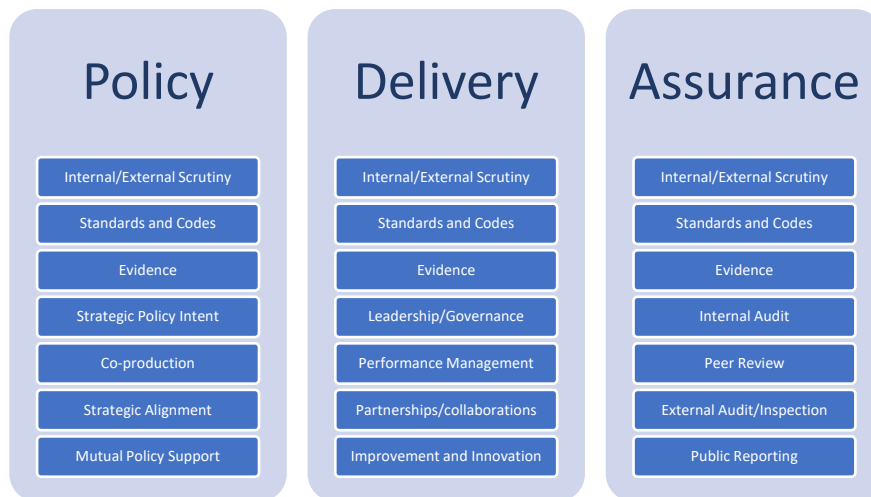 Policy
Internal/External Scrutiny
Standards and Codes
Evidence
Strategic Policy Intent
Co-production
Strategic Alignment
Mutual Policy Support
Delivery
Internal/External Scrutiny
Standards and Codes
Evidence
Leadership/Governance
Performance Management
Partnerships/collaborations
Improvement and Innovation
Assurance
Internal/External Scrutiny
Standards and Codes
Evidence
Internal Audit
Peer Review
External Audit/Inspection
Public Reporting